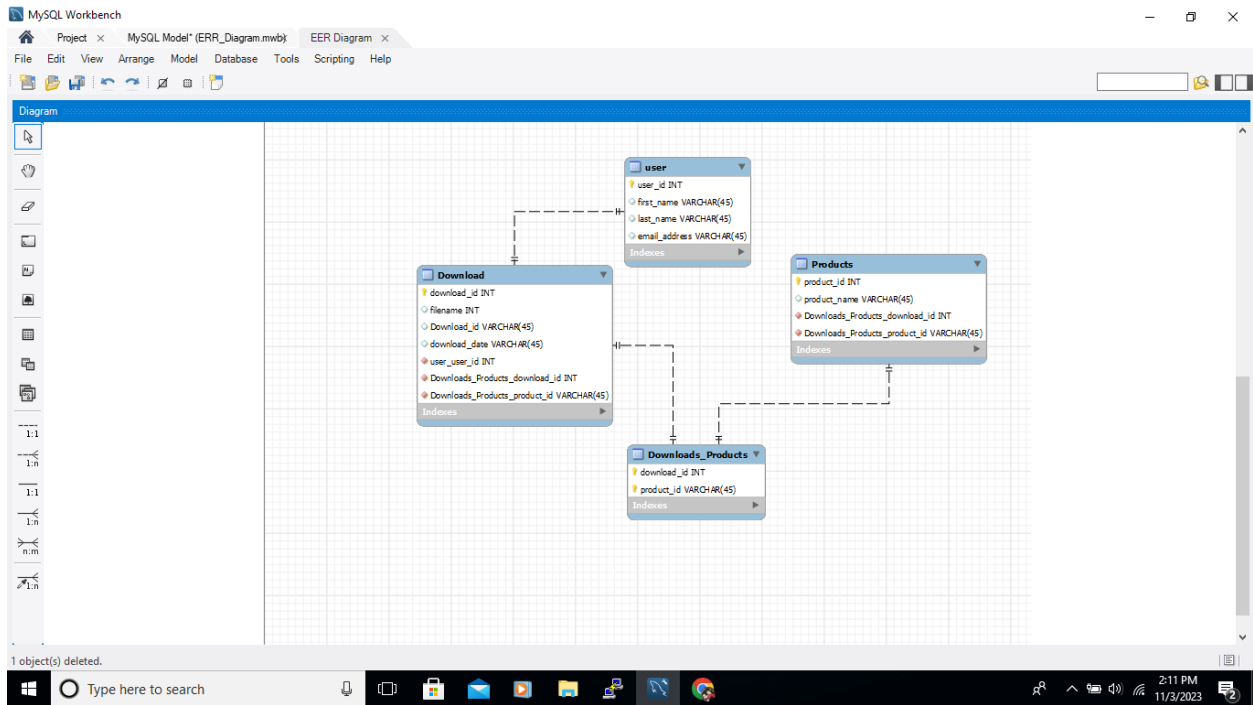 MySQL Workbench
Project
MySQL Model* (ERR_Diagram.mwb)
EER Diagram
File Edit View Arrange Model Database Tools Scripting Help
Diagram
user
user_id INT
first_name VARCHAR(45)
last_name VARCHAR(45)
email_address VARCHAR(45)
Indexes
Download
download_id INT
filename INT
Download_id VARCHAR(45)
download_date VARCHAR(45)
user_user_id INT
Downloads_Products_download_id INT
Downloads_Products_product_id VARCHAR(45)
Indexes
Products
product_id INT
product_name VARCHAR(45)
Downloads_Products_download_id INT
Downloads_Products_product_id VARCHAR(45)
Indexes
Downloads_Products
download_id INT
product_id VARCHAR(45)
Indexes
1:1
1:n
1:1
1:n
n:m
1:n
1 object(s) deleted.
Type here to search
2:11 PM
11/3/2023
2